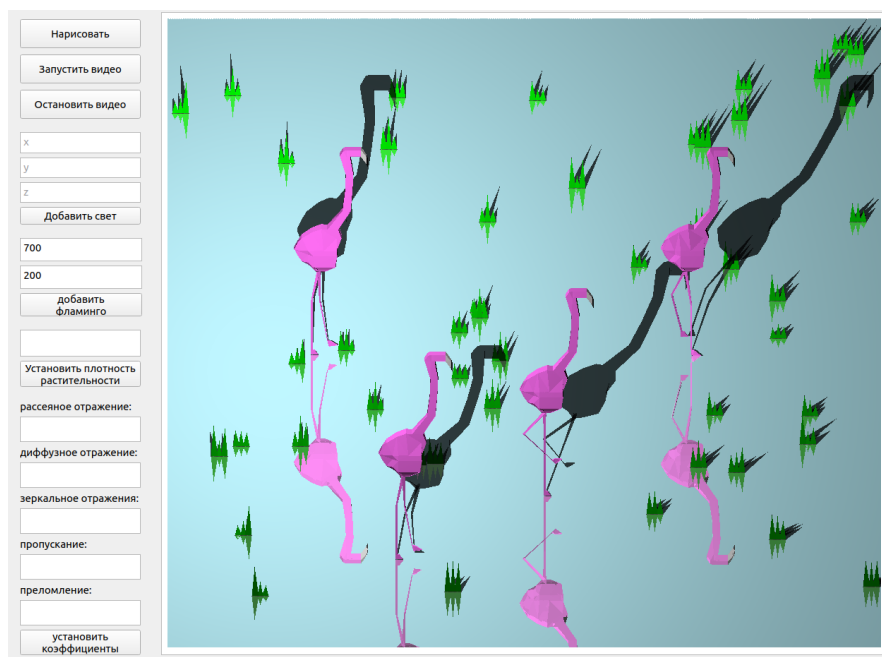 Нарисовать
Запустить видео
Остановить видео
x
y
z
Добавить свет
700
200
добавить
фламинго
Установить плотность
растительности
рассеяное отражение:
диффузное отражение:
зеркальное отражения:
пропускание:
преломление:
установить
коэффициенты